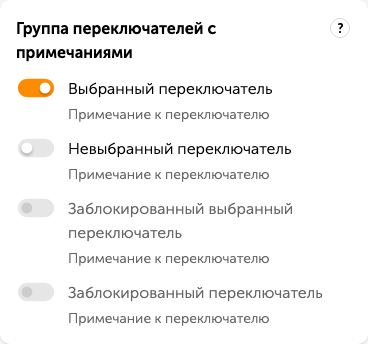 Группа переключателей с
?
примечаниями
Выбранный переключатель
Примечание к переключателю
Невыбранный переключатель
Примечание к переключателю
Заблокированный выбранный
переключатель
Примечание к переключателю
Заблокированный переключатель
Примечание к переключателю